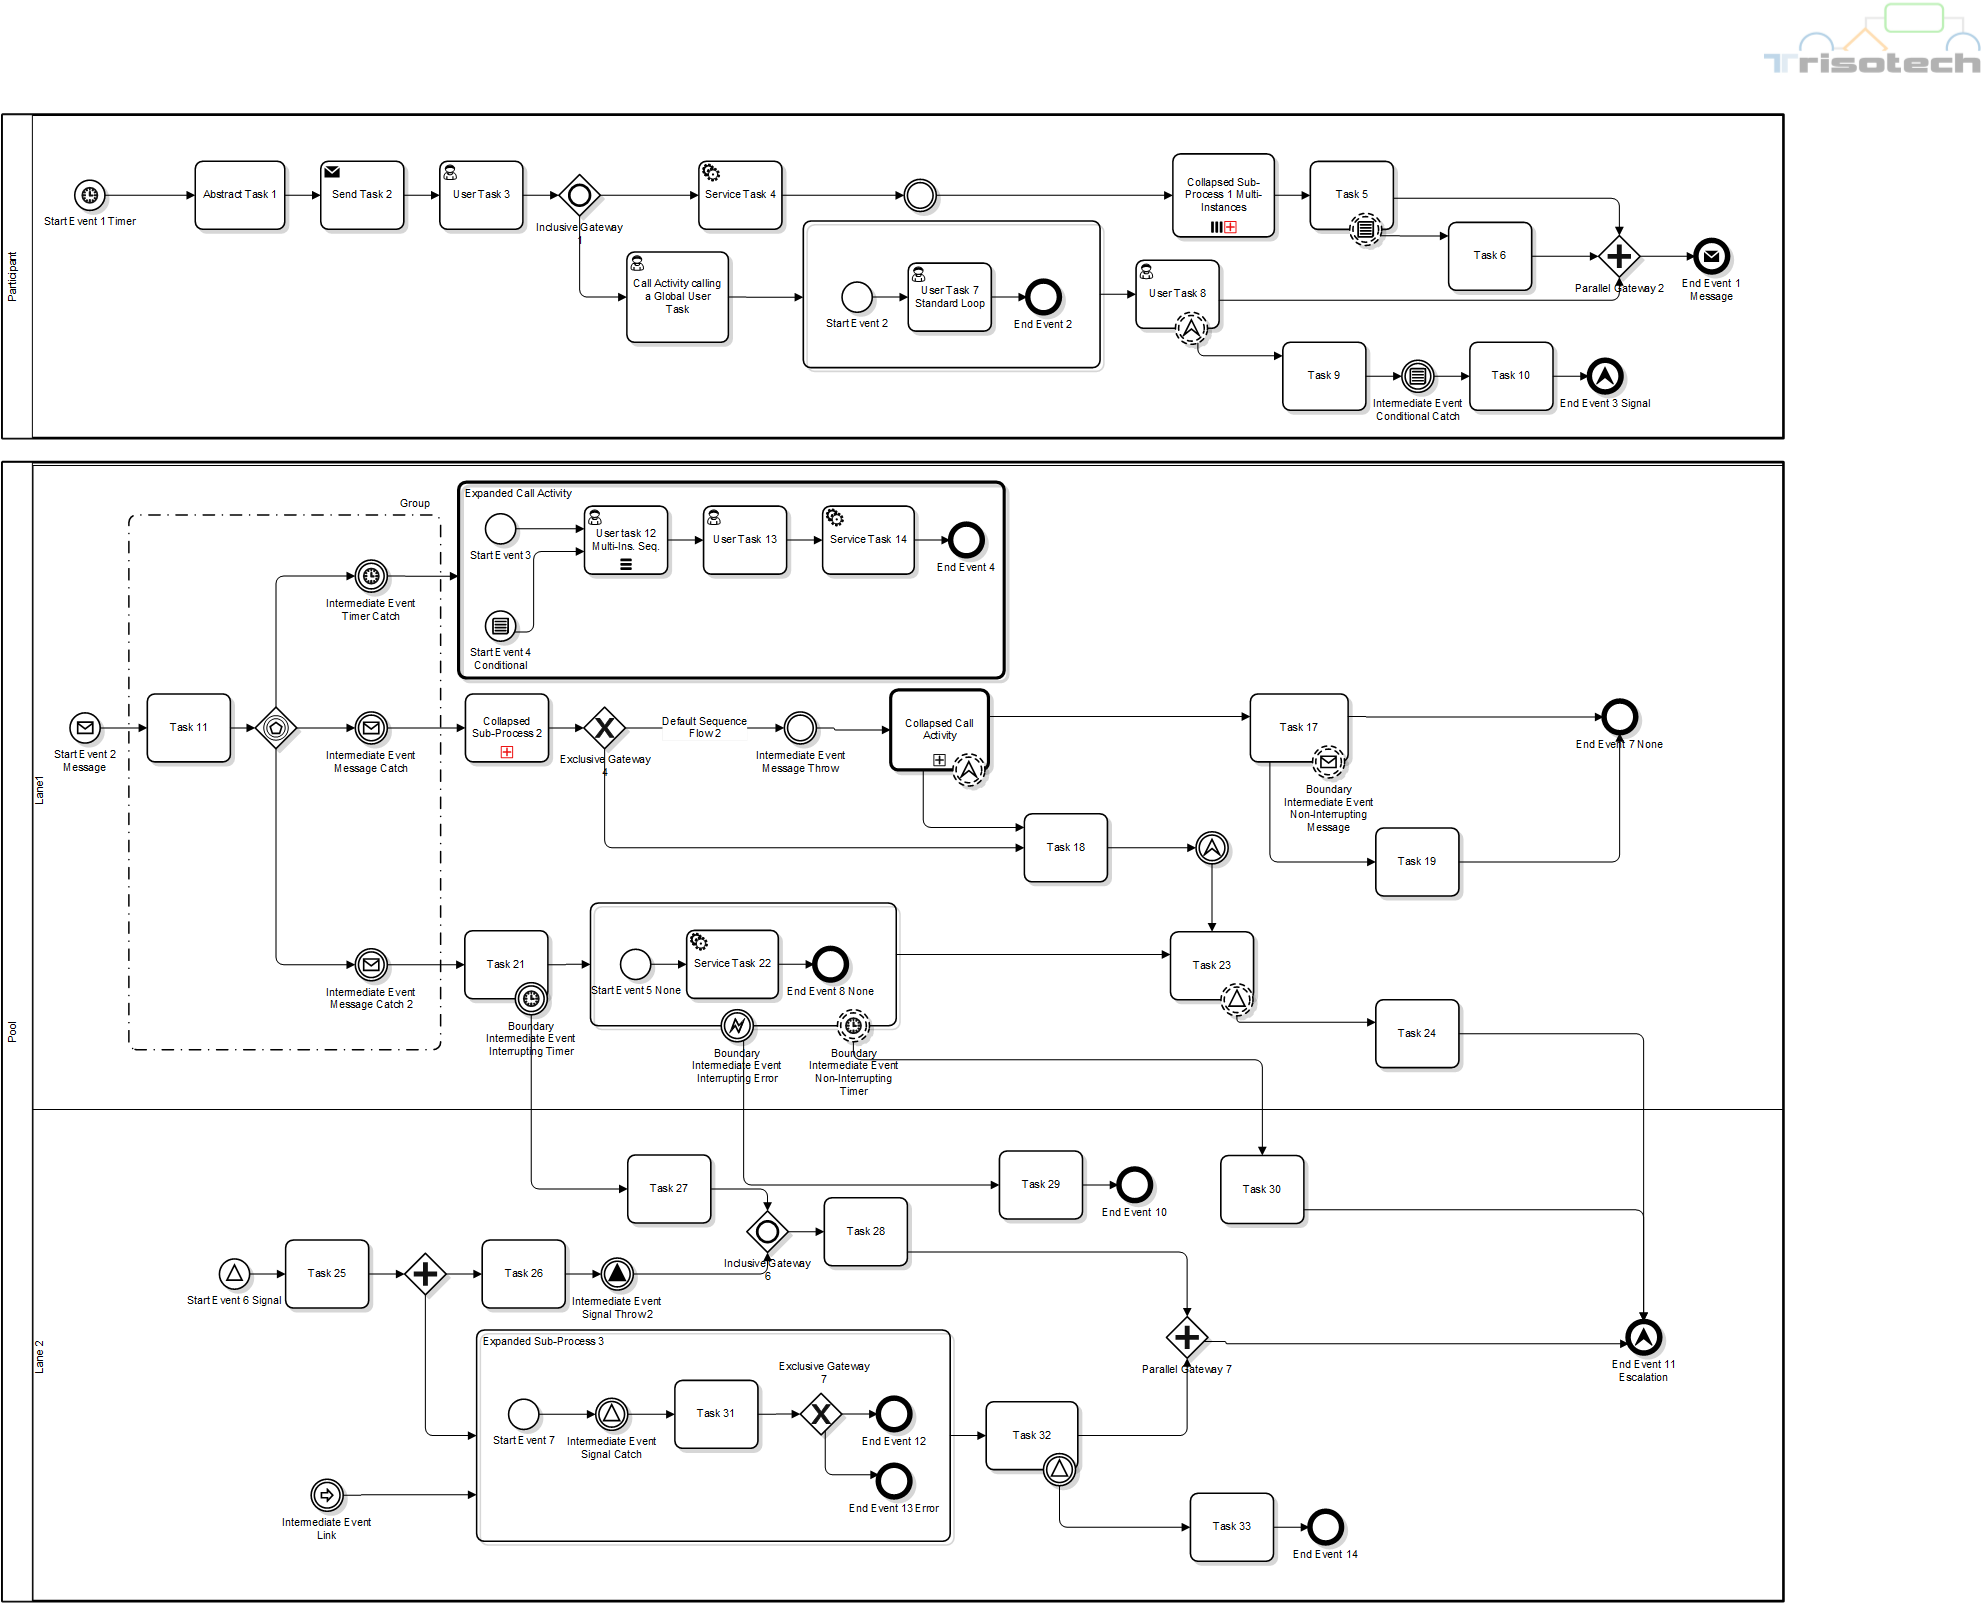 Trisotech
Participant
Start Event 1 Timer
Abstract Task 1
Send Task 2
User Task 3
Inclusive Gateway
1
Service Task 4
Collapsed Sub-
Process 1 Multi-
Instances
Task 5
Task 6
Parallel Gateway 2
End Event 1
Message
Call Activity calling
a Global User
Task
Start Event 2
User Task 7
Standard Loop
End Event 2
User Task 8
Task 9
Intermediate Event
Conditional Catch
Task 10
End Event 3 Signal
Pool
Lane1
Group
Expanded Call Activity
Start Event 3
User task 12
Multi-Ins. Seq.
User Task 13
Service Task 14
End Event 4
Start Event 4
Conditional
Intermediate Event
Timer Catch
Start Event 2
Message
Task 11
Intermediate Event
Message Catch
Collapsed
Sub-Process 2
Exclusive Gateway
4
Default Sequence
Flow 2
Intermediate Event
Message Throw
Collapsed Call
Activity
Task 17
Boundary
Intermediate Event
Non-Interrupting
Message
End Event 7 None
Task 18
Task 19
Intermediate Event
Message Catch 2
Task 21
Boundary
Intermediate Event
Interrupting Timer
Start Event 5 None
Service Task 22
End Event 8 None
Boundary
Intermediate Event
Interrupting Error
Boundary
Intermediate Event
Non-Interrupting
Timer
Task 23
Task 24
Lane 2
Task 27
Inclusive Gateway
6
Task 28
Task 29
End Event 10
Task 30
Start Event 6 Signal
Task 25
Task 26
Intermediate Event
Signal Throw 2
Expanded Sub-Process 3
Start Event 7
Intermediate Event
Signal Catch
Task 31
Exclusive Gateway
7
End Event 12
End Event 13 Error
Task 32
Parallel Gateway 7
End Event 11
Escalation
Intermediate Event
Link
Task 33
End Event 14